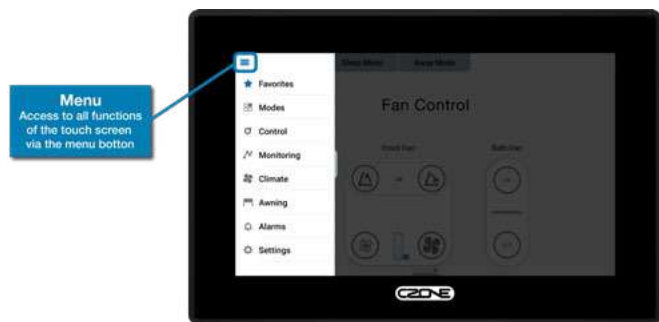 Menu
Access to all functions
of the touch screen
via the menu botton
Sleep Mode Away Mode
Favorites
Modes
Fan Control
Control
Monitoring
Front Fan Bath Fan
Climate
Awning
Alarms
Settings
CZONE